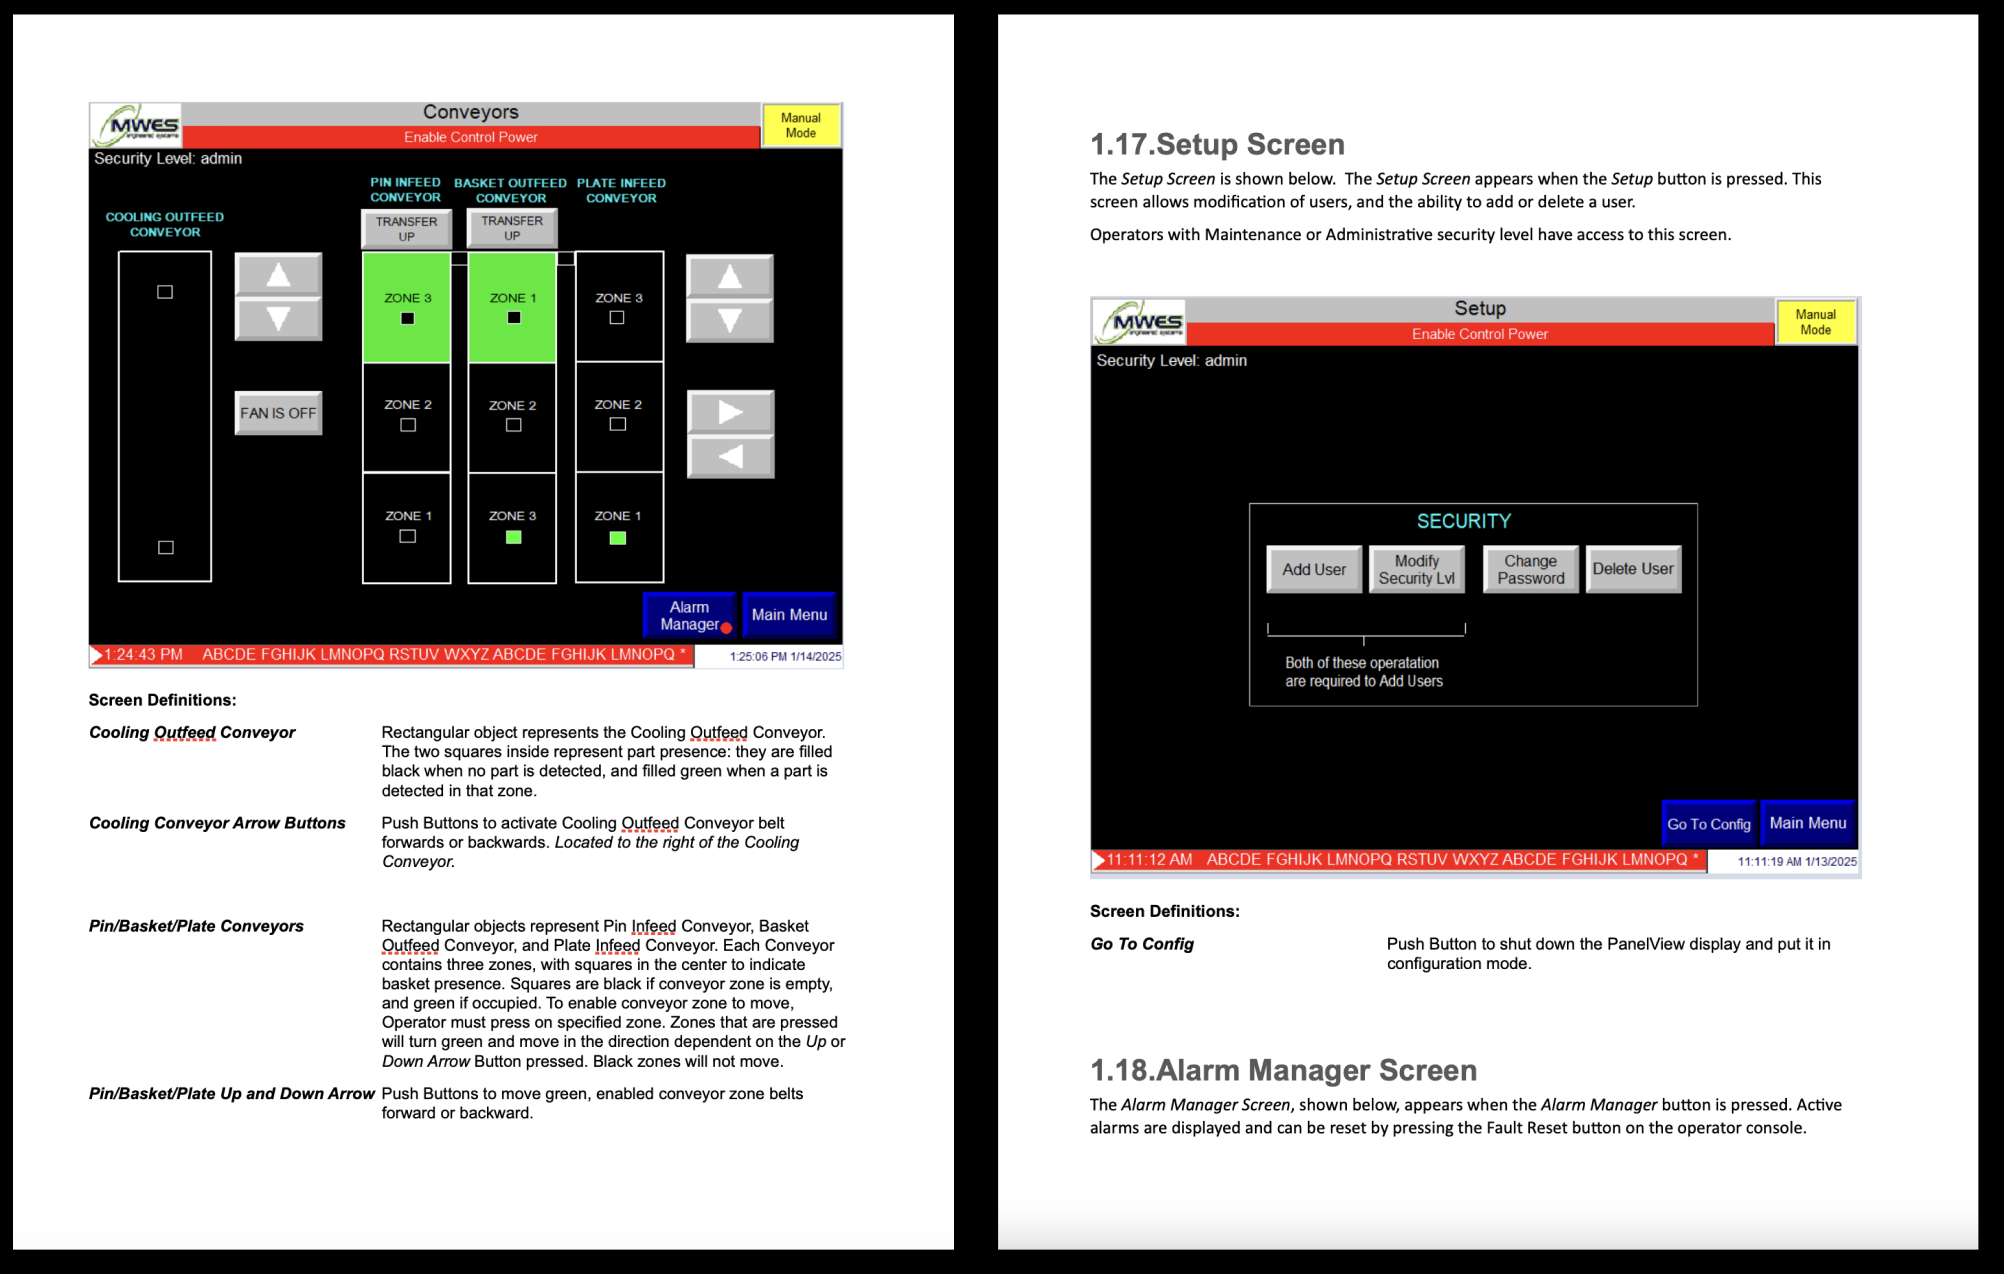 MWES
engineered systems
Conveyors
Enable Control Power
Manual
Mode
Security Level: admin
PIN INFEED
CONVEYOR
BASKET OUTFEED
CONVEYOR
PLATE INFEED
CONVEYOR
COOLING OUTFEED
CONVEYOR
TRANSFER
UP
TRANSFER
UP
ZONE 3
ZONE 1
ZONE 3
FAN IS OFF
ZONE 2
ZONE 2
ZONE 2
ZONE 1
ZONE 3
ZONE 1
Alarm
Manager
Main Menu
1:24:43 PM ABCDE FGHIJK LMNOPQ RSTUV WXYZ ABCDE FGHIJK LMNOPQ *
1:25:06 PM 1/14/2025
Screen Definitions:
Cooling Outfeed Conveyor
Rectangular object represents the Cooling Outfeed Conveyor.
The two squares inside represent part presence: they are filled
black when no part is detected, and filled green when a part is
detected in that zone.
Cooling Conveyor Arrow Buttons
Push Buttons to activate Cooling Outfeed Conveyor belt
forwards or backwards. Located to the right of the Cooling
Conveyor.
Pin/Basket/Plate Conveyors
Rectangular objects represent Pin Infeed Conveyor, Basket
Outfeed Conveyor, and Plate Infeed Conveyor. Each Conveyor
contains three zones, with squares in the center to indicate
basket presence. Squares are black if conveyor zone is empty,
and green if occupied. To enable conveyor zone to move,
Operator must press on specified zone. Zones that are pressed
will turn green and move in the direction dependent on the Up or
Down Arrow Button pressed. Black zones will not move.
Pin/Basket/Plate Up and Down Arrow
Push Buttons to move green, enabled conveyor zone belts
forward or backward.
1.17.Setup Screen
The Setup Screen is shown below. The Setup Screen appears when the Setup button is pressed. This
screen allows modification of users, and the ability to add or delete a user.
Operators with Maintenance or Administrative security level have access to this screen.
MWES
engineered systems
Setup
Enable Control Power
Manual
Mode
Security Level: admin
SECURITY
Add User
Modify
Security Lvl
Change
Password
Delete User
Both of these operatation
are required to Add Users
Go To Config
Main Menu
11:11:12 AM ABCDE FGHIJK LMNOPQ RSTUV WXYZ ABCDE FGHIJK LMNOPQ *
11:11:19 AM 1/13/2025
Screen Definitions:
Go To Config
Push Button to shut down the PanelView display and put it in
configuration mode.
1.18.Alarm Manager Screen
The Alarm Manager Screen, shown below, appears when the Alarm Manager button is pressed. Active
alarms are displayed and can be reset by pressing the Fault Reset button on the operator console.